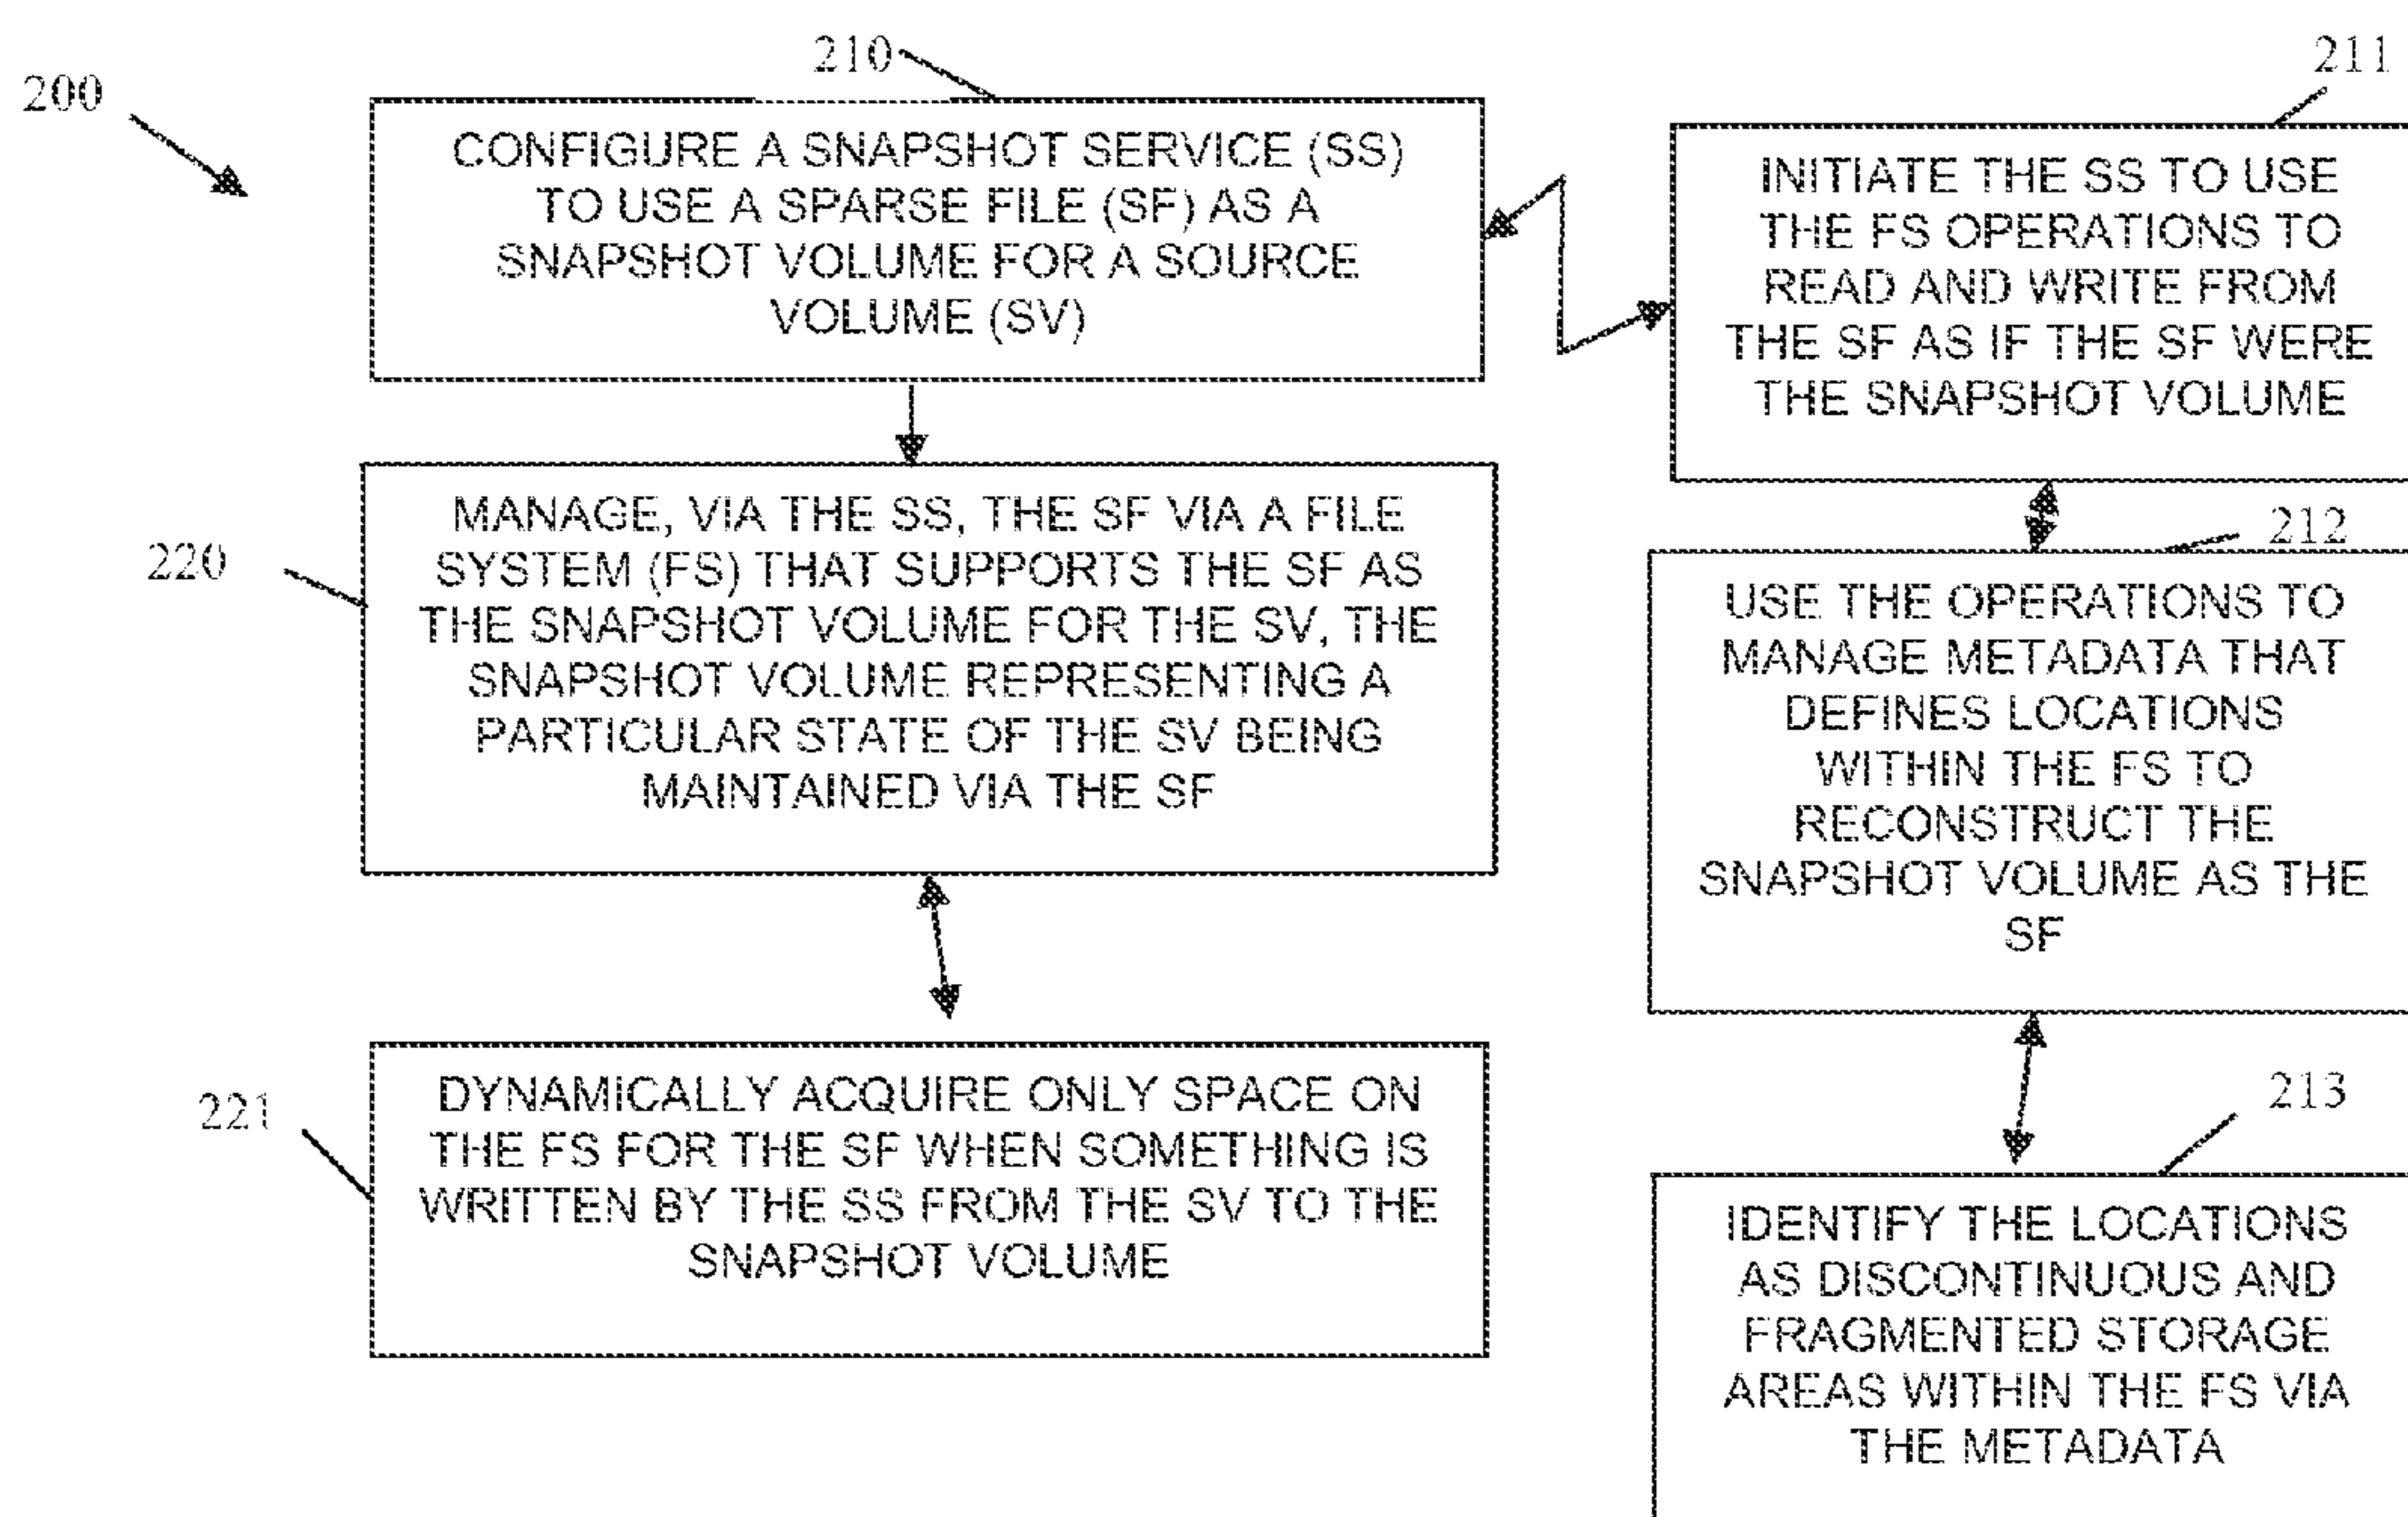 200
210
CONFIGURE A SNAPSHOT SERVICE (SS)
TO USE A SPARSE FILE (SF) AS A
SNAPSHOT VOLUME FOR A SOURCE
VOLUME (SV)
211
INITIATE THE SS TO USE
THE FS OPERATIONS TO
READ AND WRITE FROM
THE SF AS IF THE SF WERE
THE SNAPSHOT VOLUME
220
MANAGE, VIA THE SS, THE SF VIA A FILE
SYSTEM (FS) THAT SUPPORTS THE SF AS
THE SNAPSHOT VOLUME FOR THE SV, THE
SNAPSHOT VOLUME REPRESENTING A
PARTICULAR STATE OF THE SV BEING
MAINTAINED VIA THE SF
212
USE THE OPERATIONS TO
MANAGE METADATA THAT
DEFINES LOCATIONS
WITHIN THE FS TO
RECONSTRUCT THE
SNAPSHOT VOLUME AS THE
SF
221
DYNAMICALLY ACQUIRE ONLY SPACE ON
THE FS FOR THE SF WHEN SOMETHING IS
WRITTEN BY THE SS FROM THE SV TO THE
SNAPSHOT VOLUME
213
IDENTIFY THE LOCATIONS
AS DISCONTINUOUS AND
FRAGMENTED STORAGE
AREAS WITHIN THE FS VIA
THE METADATA